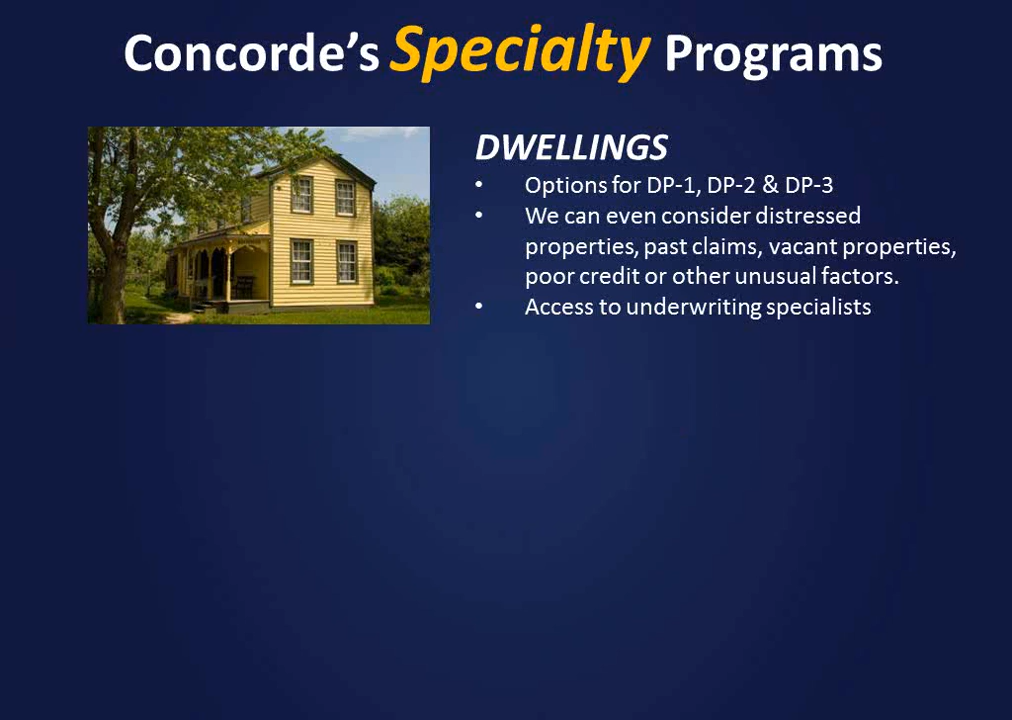 Concorde’s Specialty Programs
DWELLINGS
• Options for DP-1, DP-2 & DP-3
• We can even consider distressed
properties, past claims, vacant properties,
poor credit or other unusual factors.
• Access to underwriting specialists